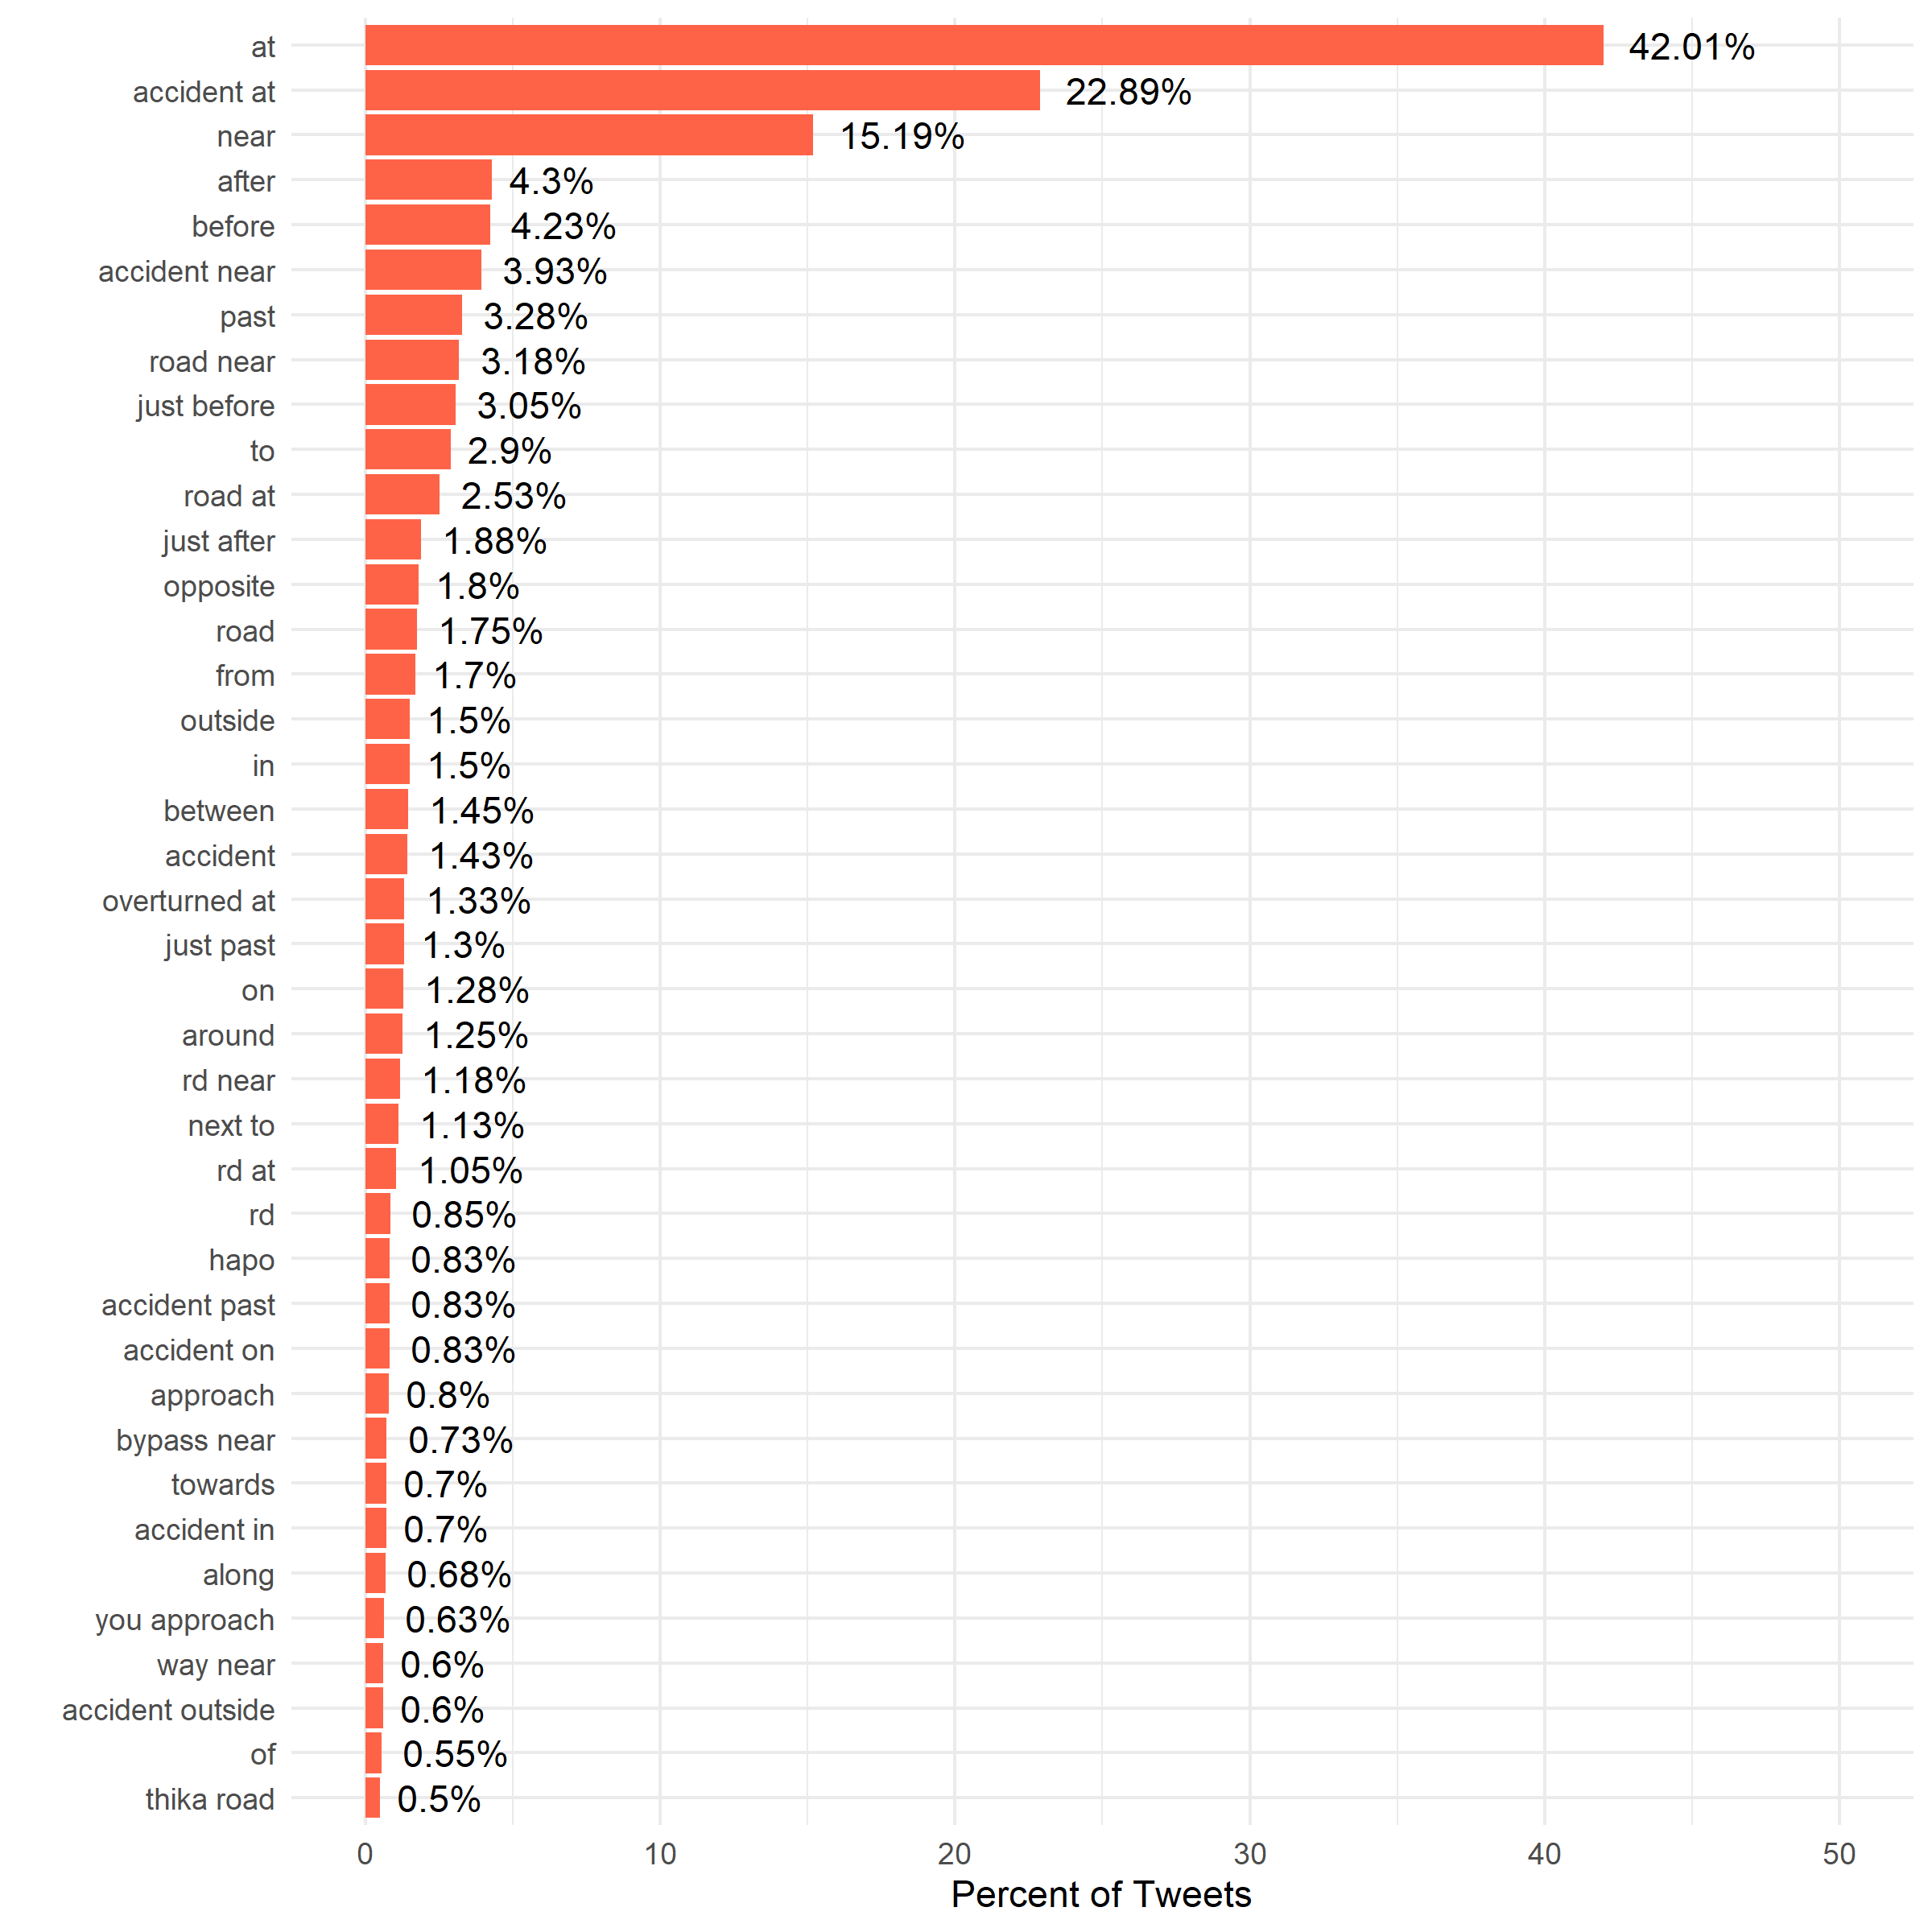 at 42.01%
accident at 22.89%
near 15.19%
after 4.3%
before 4.23%
accident near 3.93%
past 3.28%
road near 3.18%
just before 3.05%
to 2.9%
road at 2.53%
just after 1.88%
opposite 1.8%
road 1.75%
from 1.7%
outside 1.5%
in 1.5%
between 1.45%
accident 1.43%
overturned at 1.33%
just past 1.3%
on 1.28%
around 1.25%
rd near 1.18%
next to 1.13%
rd at 1.05%
rd 0.85%
hapo 0.83%
accident past 0.83%
accident on 0.83%
approach 0.8%
bypass near 0.73%
towards 0.7%
accident in 0.7%
along 0.68%
you approach 0.63%
way near 0.6%
accident outside 0.6%
of 0.55%
thika road 0.5%
0 10 20 30 40 50
Percent of Tweets